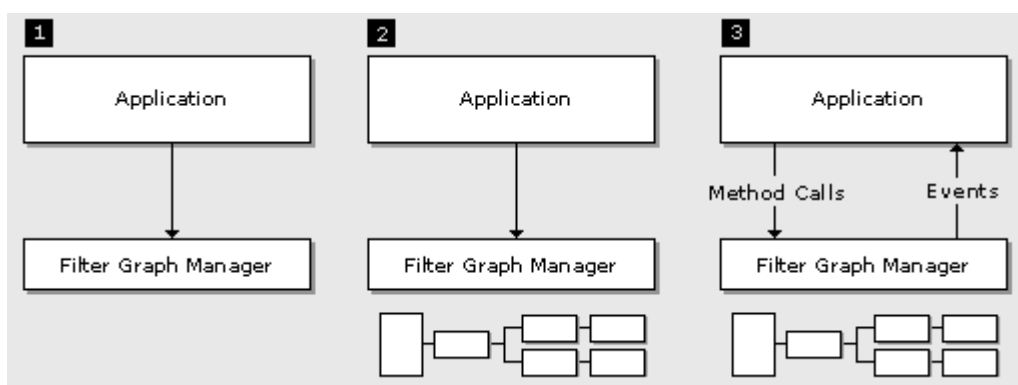 1
Application
Filter Graph Manager
2
Application
Filter Graph Manager
3
Application
Method Calls
Events
Filter Graph Manager